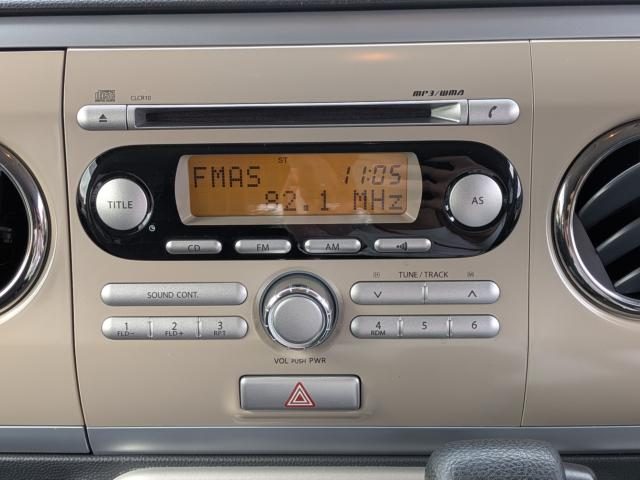 CLCR10
MP3/WMA
ST
FMAS 11:05
82.1 MHz
TITLE
AS
CD
FM
AM
SOUND CONT.
TUNE / TRACK
1 2 3
FLD- FLD+ RPT
4 5 6
RDM
VOL PUSH PWR